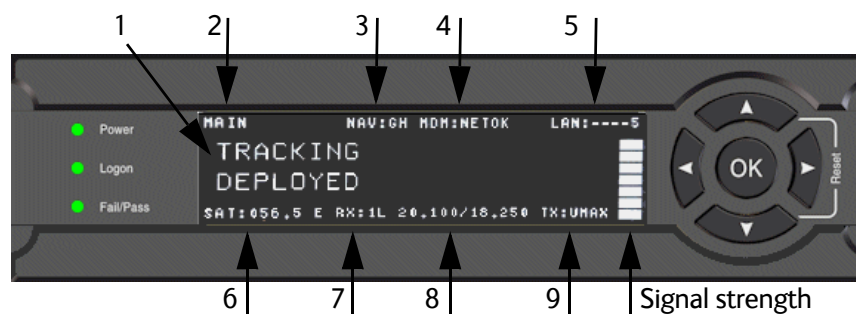 1 2 3 4 5
MAIN NAV:GH MDM:NETOK LAN:----5
Power
TRACKING
Logon
DEPLOYED
Fail/Pass
SAT:056.5 E RX:1L 20.100/18.250 TX:VMAX
OK
Reset
6 7 8 9 Signal strength